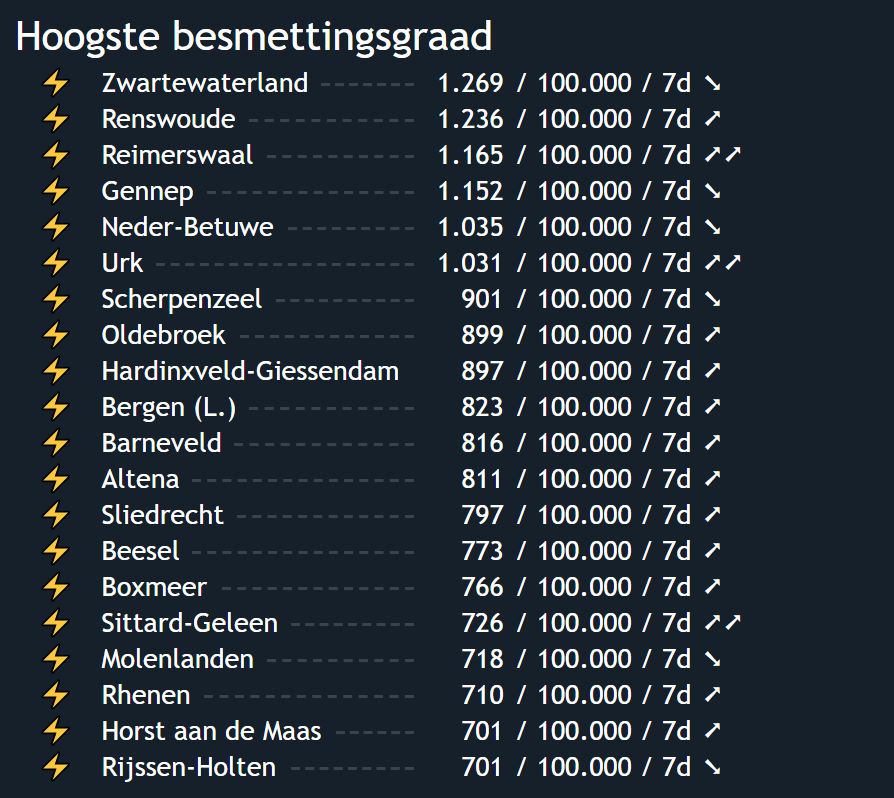 Hoogste besmettingsgraad
⚡ Zwartewaterland ------- 1.269 / 100.000 / 7d ➘
⚡ Renswoude ----------- 1.236 / 100.000 / 7d ➚
⚡ Reimerswaal ---------- 1.165 / 100.000 / 7d ➚➚
⚡ Gennep -------------- 1.152 / 100.000 / 7d ➘
⚡ Neder-Betuwe --------- 1.035 / 100.000 / 7d ➘
⚡ Urk ------------------ 1.031 / 100.000 / 7d ➚➚
⚡ Scherpenzeel ---------- 901 / 100.000 / 7d ➘
⚡ Oldebroek ------------ 899 / 100.000 / 7d ➚
⚡ Hardinxveld-Giessendam 897 / 100.000 / 7d ➚
⚡ Bergen (L.) ----------- 823 / 100.000 / 7d ➚
⚡ Barneveld ------------ 816 / 100.000 / 7d ➚
⚡ Altena --------------- 811 / 100.000 / 7d ➚
⚡ Sliedrecht ------------ 797 / 100.000 / 7d ➚
⚡ Beesel --------------- 773 / 100.000 / 7d ➚
⚡ Boxmeer ------------- 766 / 100.000 / 7d ➚
⚡ Sittard-Geleen --------- 726 / 100.000 / 7d ➚➚
⚡ Molenlanden ---------- 718 / 100.000 / 7d ➘
⚡ Rhenen -------------- 710 / 100.000 / 7d ➚
⚡ Horst aan de Maas ------ 701 / 100.000 / 7d ➚
⚡ Rijssen-Holten --------- 701 / 100.000 / 7d ➘